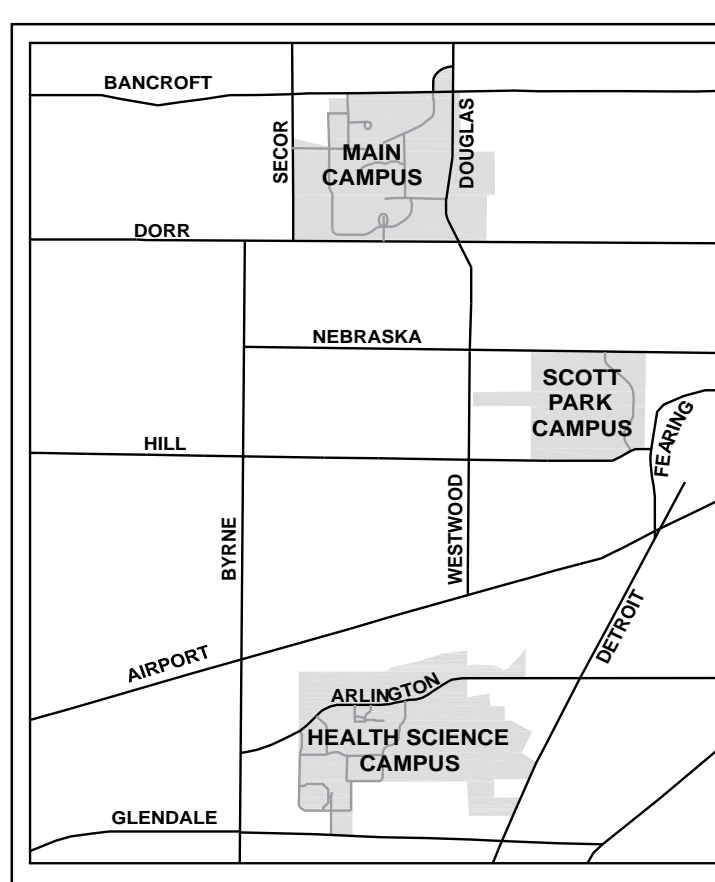 BANCROFT
SECOR
DOUGLAS
MAIN
CAMPUS
DORR
NEBRASKA
SCOTT
PARK
CAMPUS
FEARING
HILL
BYRNE
WESTWOOD
DETROIT
AIRPORT
ARLINGTON
HEALTH SCIENCE
CAMPUS
GLENDALE